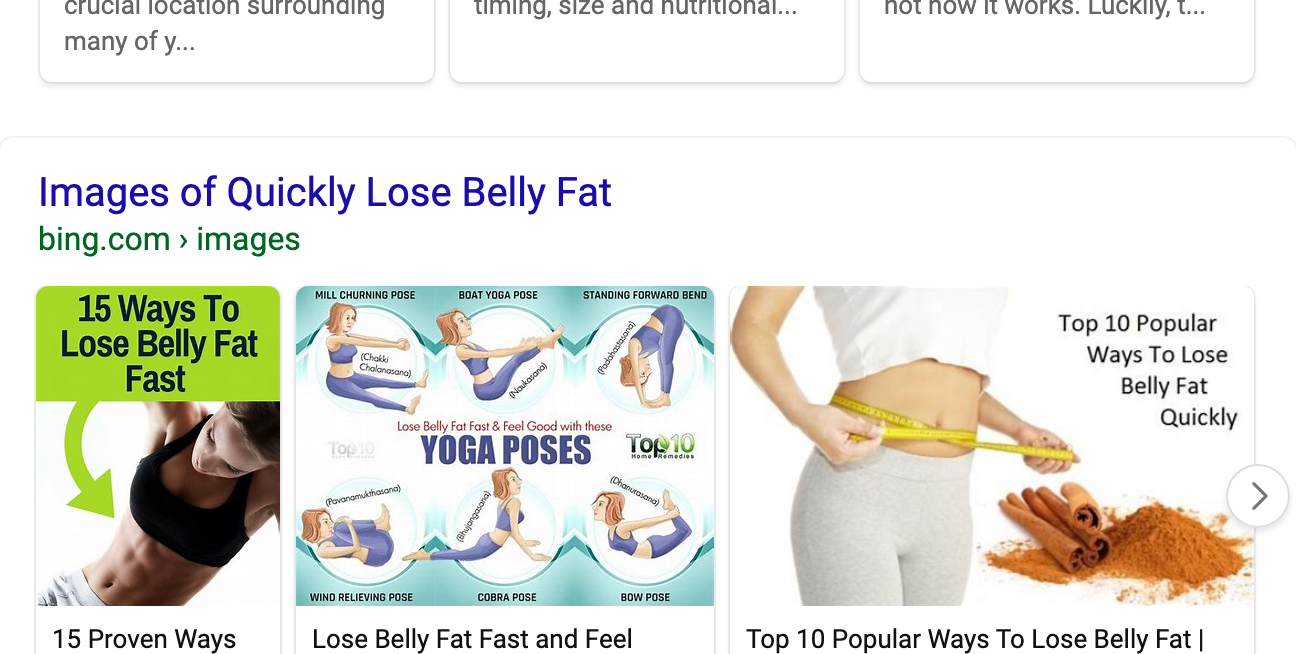 crucial location surrounding
many of y...
timing, size and nutritional...
not how it works. Luckily, t...
Images of Quickly Lose Belly Fat
bing.com › images
15 Ways To
Lose Belly Fat
Fast
15 Proven Ways
MILL CHURNING POSE
BOAT YOGA POSE
STANDING FORWARD BEND
(Chakki
Chalanasana)
(Naukasana)
(Padahastasana)
Lose Belly Fat Fast & Feel Good with these
YOGA POSES
Top10
Home Remedies
Top10
Home Remedies
(Pavanamukthasana)
(Bhujangasana)
(Dhanurasana)
WIND RELIEVING POSE
COBRA POSE
BOW POSE
Lose Belly Fat Fast and Feel
Top 10 Popular
Ways To Lose
Belly Fat
Quickly
Top 10 Popular Ways To Lose Belly Fat |